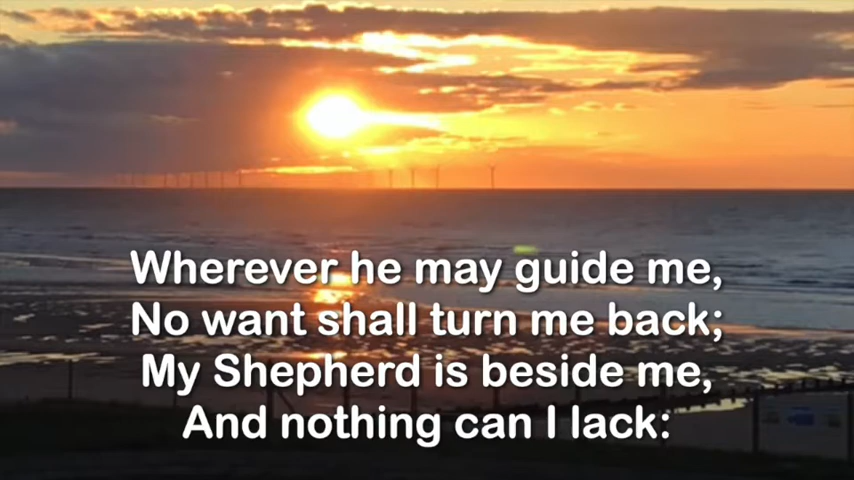 Wherever he may guide me,
No want shall turn me back;
My Shepherd is beside me,
And nothing can I lack: